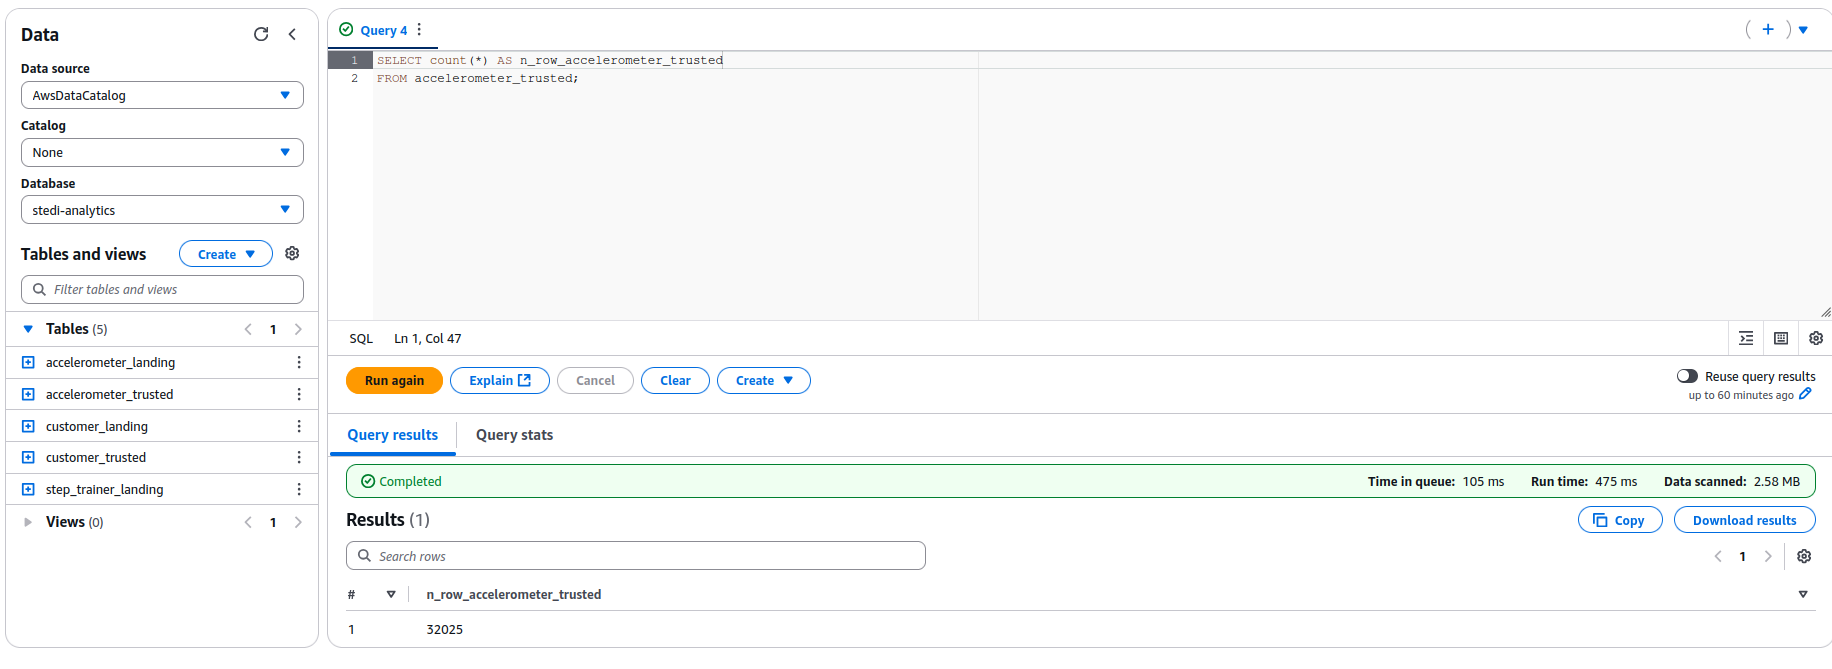 Data
Data source
AwsDataCatalog
Catalog
None
Database
stedi-analytics
Tables and views
Create
Filter tables and views
Tables (5)
1
accelerometer_landing
accelerometer_trusted
customer_landing
customer_trusted
step_trainer_landing
Views (0)
1
Query 4
1 SELECT count(*) AS n_row_accelerometer_trusted
2 FROM accelerometer_trusted;
SQL Ln 1, Col 47
Run again Explain Cancel Clear Create
Reuse query results
up to 60 minutes ago
Query results Query stats
Completed Time in queue: 105 ms Run time: 475 ms Data scanned: 2.58 MB
Results (1) Copy Download results
Search rows 1
# n_row_accelerometer_trusted
1 32025